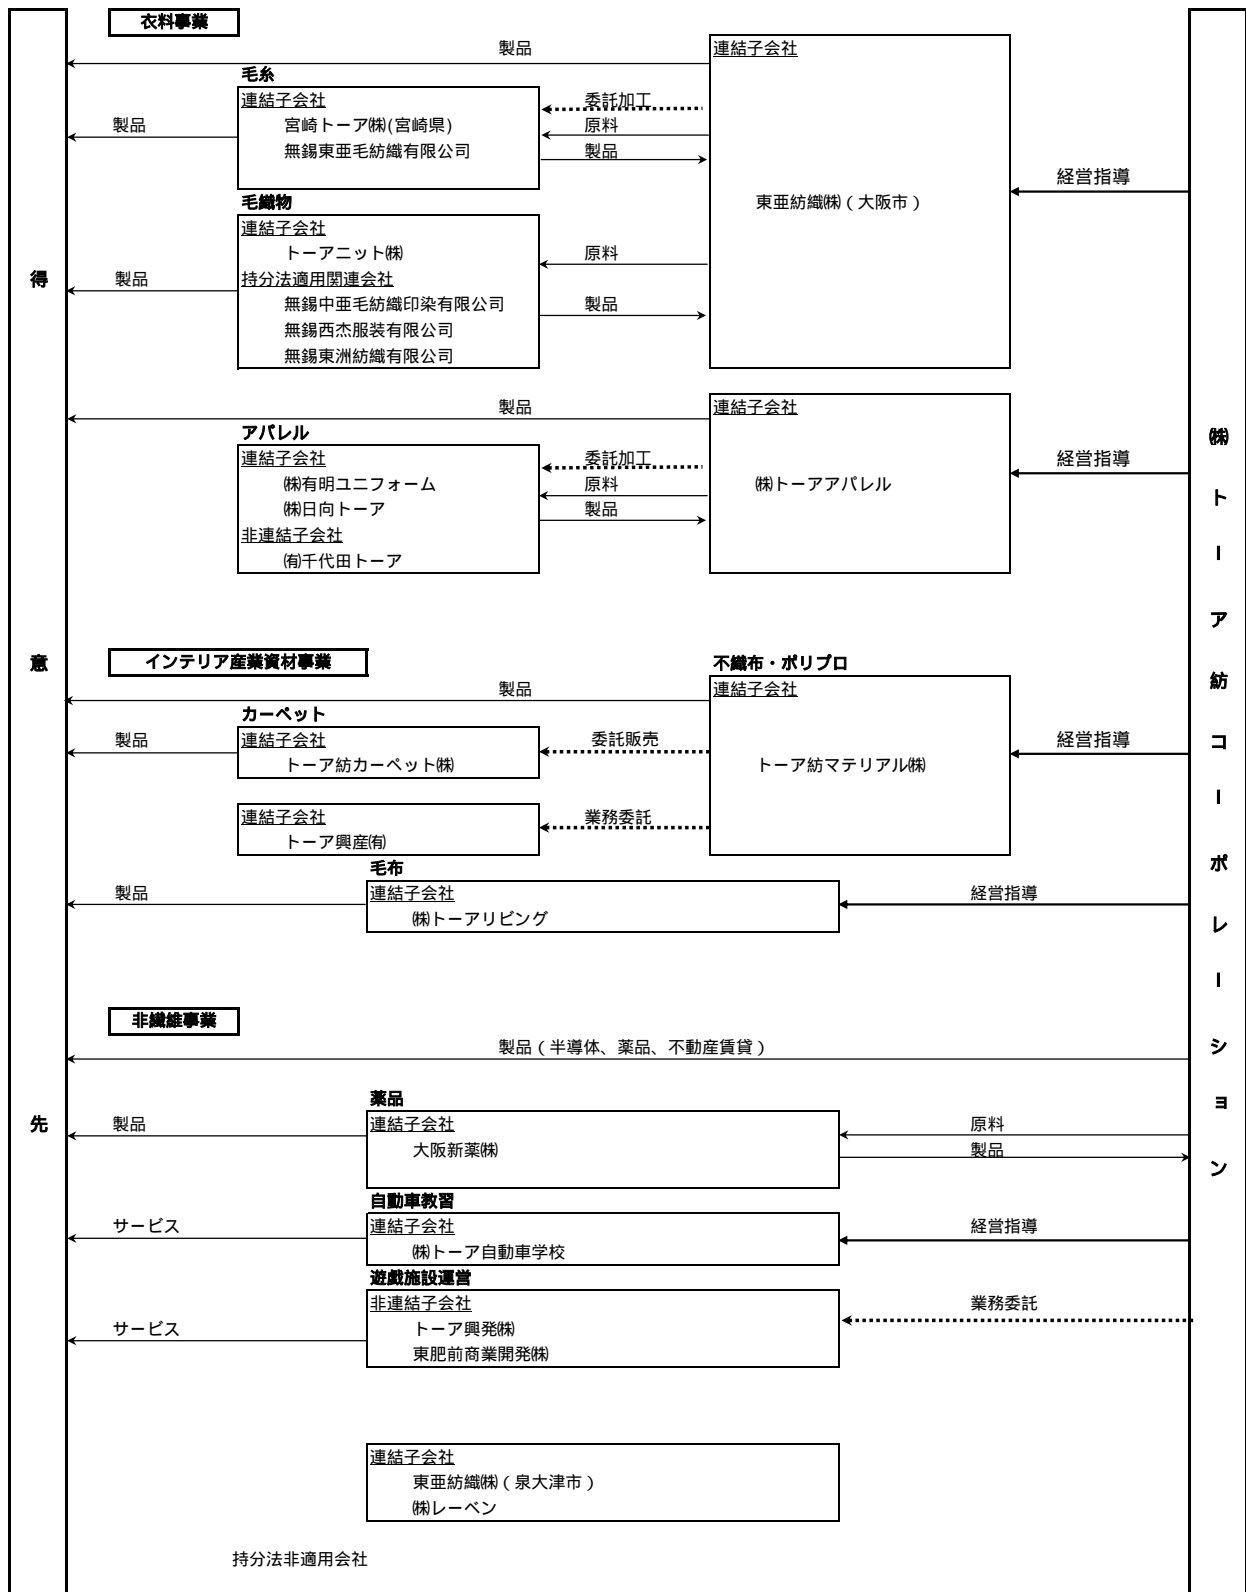 衣料事業
製品
連結子会社
毛糸
連結子会社
委託加工
製品
宮崎トーア㈱(宮崎県)
原料
無錫東亜毛紡織有限公司
製品
経営指導
毛織物
東亜紡織㈱（大阪市）
連結子会社
トーアニット㈱
原料
製品
持分法適用関連会社
無錫中亜毛紡織印染有限公司
製品
無錫西杰服装有限公司
無錫東洲紡織有限公司
製品
連結子会社
アパレル
連結子会社
委託加工
経営指導
㈱有明ユニフォーム
原料
㈱トーアアパレル
㈱日向トーア
製品
非連結子会社
㈲千代田トーア
インテリア産業資材事業
不織布・ポリプロ
製品
連結子会社
カーペット
製品
連結子会社
委託販売
経営指導
トーア紡カーペット㈱
トーア紡マテリアル㈱
連結子会社
業務委託
トーア興産㈲
毛布
製品
連結子会社
経営指導
㈱トーアリビング
非繊維事業
製品（半導体、薬品、不動産賃貸）
薬品
製品
連結子会社
原料
大阪新薬㈱
製品
自動車教習
サービス
連結子会社
経営指導
㈱トーア自動車学校
遊戯施設運営
非連結子会社
業務委託
サービス
トーア興発㈱
東肥前商業開発㈱
連結子会社
東亜紡織㈱（泉大津市）
㈱レーベン
持分法非適用会社
得意先
㈱トーア紡コーポレーション